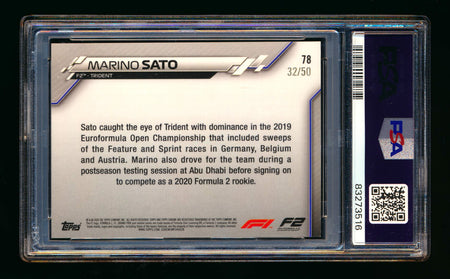 MARINO SATO
F2™ - TRIDENT
78
32/50
Sato caught the eye of Trident with dominance in the 2019
Euroformula Open Championship that included sweeps
of the Feature and Sprint races in Germany, Belgium
and Austria. Marino also drove for the team during a
postseason testing session at Abu Dhabi before signing on
to compete as a 2020 Formula 2 rookie.
Topps
F1
F2
PSA
83273516